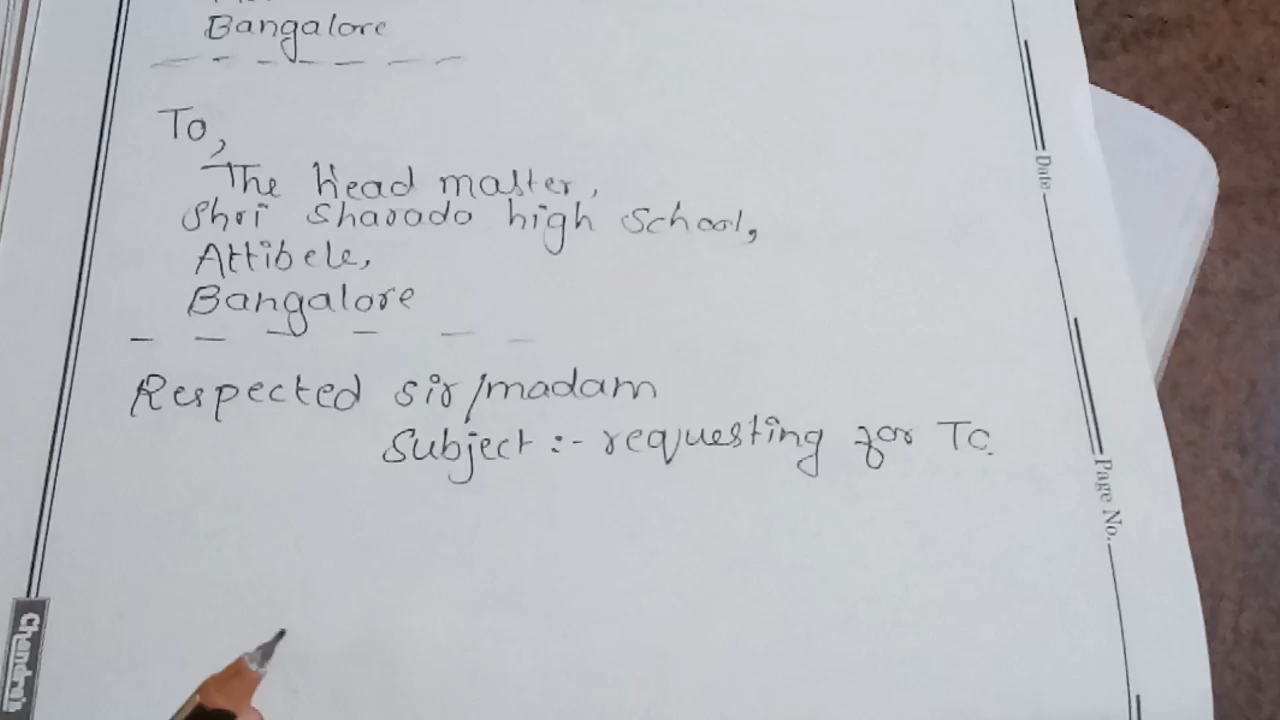 Bangalore
To,
The Head master,
Shri Sharada high School,
Attibele,
Bangalore
Respected sir/madam
Subject :- requesting for TC.
Date
Page No.
Chandra's